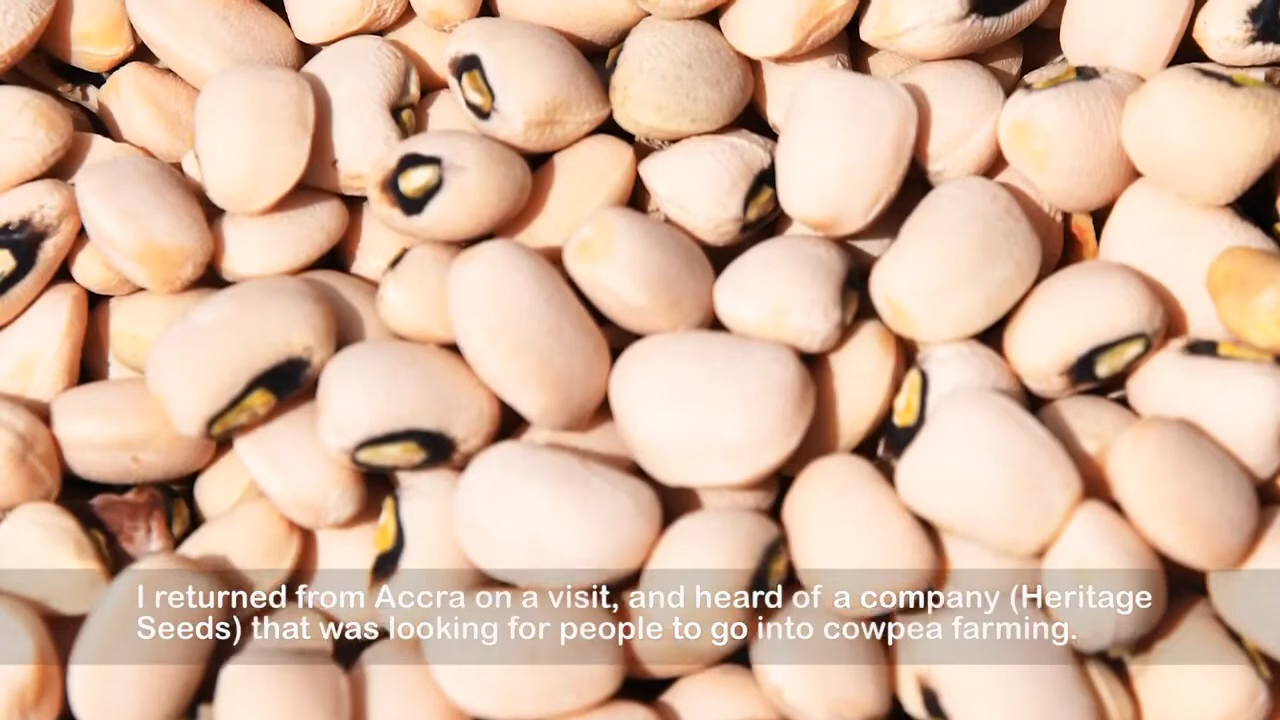 I returned from Accra on a visit, and heard of a company (Heritage
Seeds) that was looking for people to go into cowpea farming.